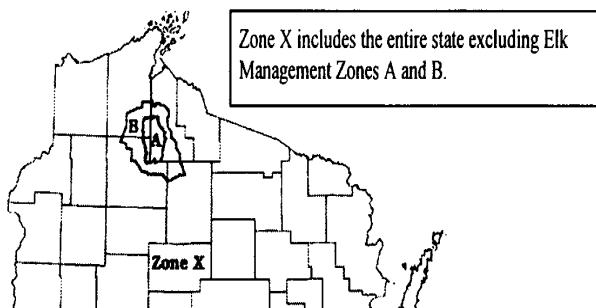 Zone X includes the entire state excluding Elk
Management Zones A and B.
B
A
Zone X